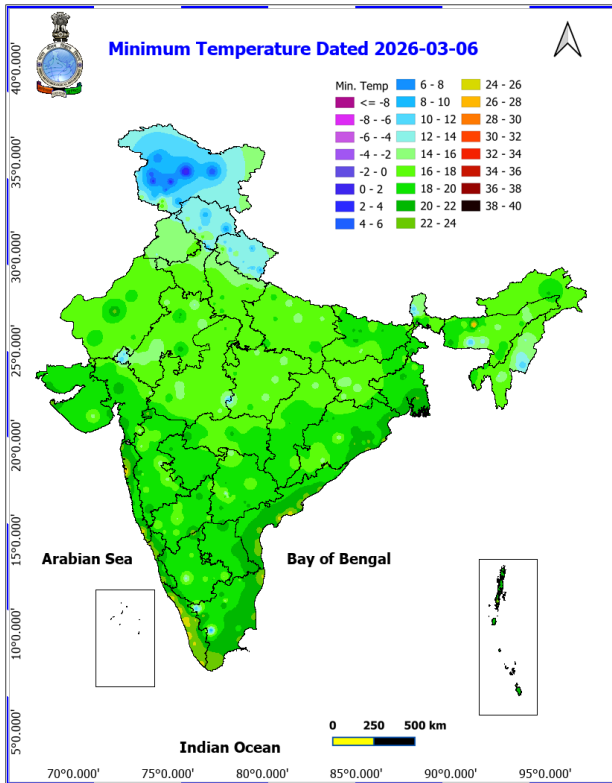 Minimum Temperature Dated 2026-03-06
Min. Temp
<= -8
-8 - -6
-6 - -4
-4 - -2
-2 - 0
0 - 2
2 - 4
4 - 6
6 - 8
8 - 10
10 - 12
12 - 14
14 - 16
16 - 18
18 - 20
20 - 22
22 - 24
24 - 26
26 - 28
28 - 30
30 - 32
32 - 34
34 - 36
36 - 38
38 - 40
40°0.000'
35°0.000'
30°0.000'
25°0.000'
20°0.000'
15°0.000'
10°0.000'
5°0.000'
Arabian Sea
Bay of Bengal
Indian Ocean
0 250 500 km
70°0.000' 75°0.000' 80°0.000' 85°0.000' 90°0.000' 95°0.000'